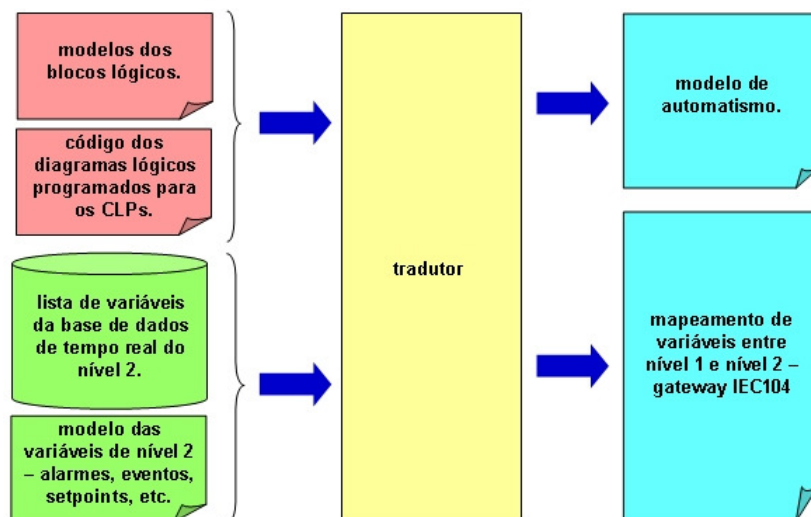 modelos dos
blocos lógicos.
código dos
diagramas lógicos
programados para
os CLPs.
lista de variáveis
da base de dados
de tempo real do
nível 2.
modelo das
variáveis de nível 2
– alarmes, eventos,
setpoints, etc.
tradutor
modelo de
automatismo.
mapeamento de
variáveis entre
nível 1 e nível 2 –
gateway IEC104